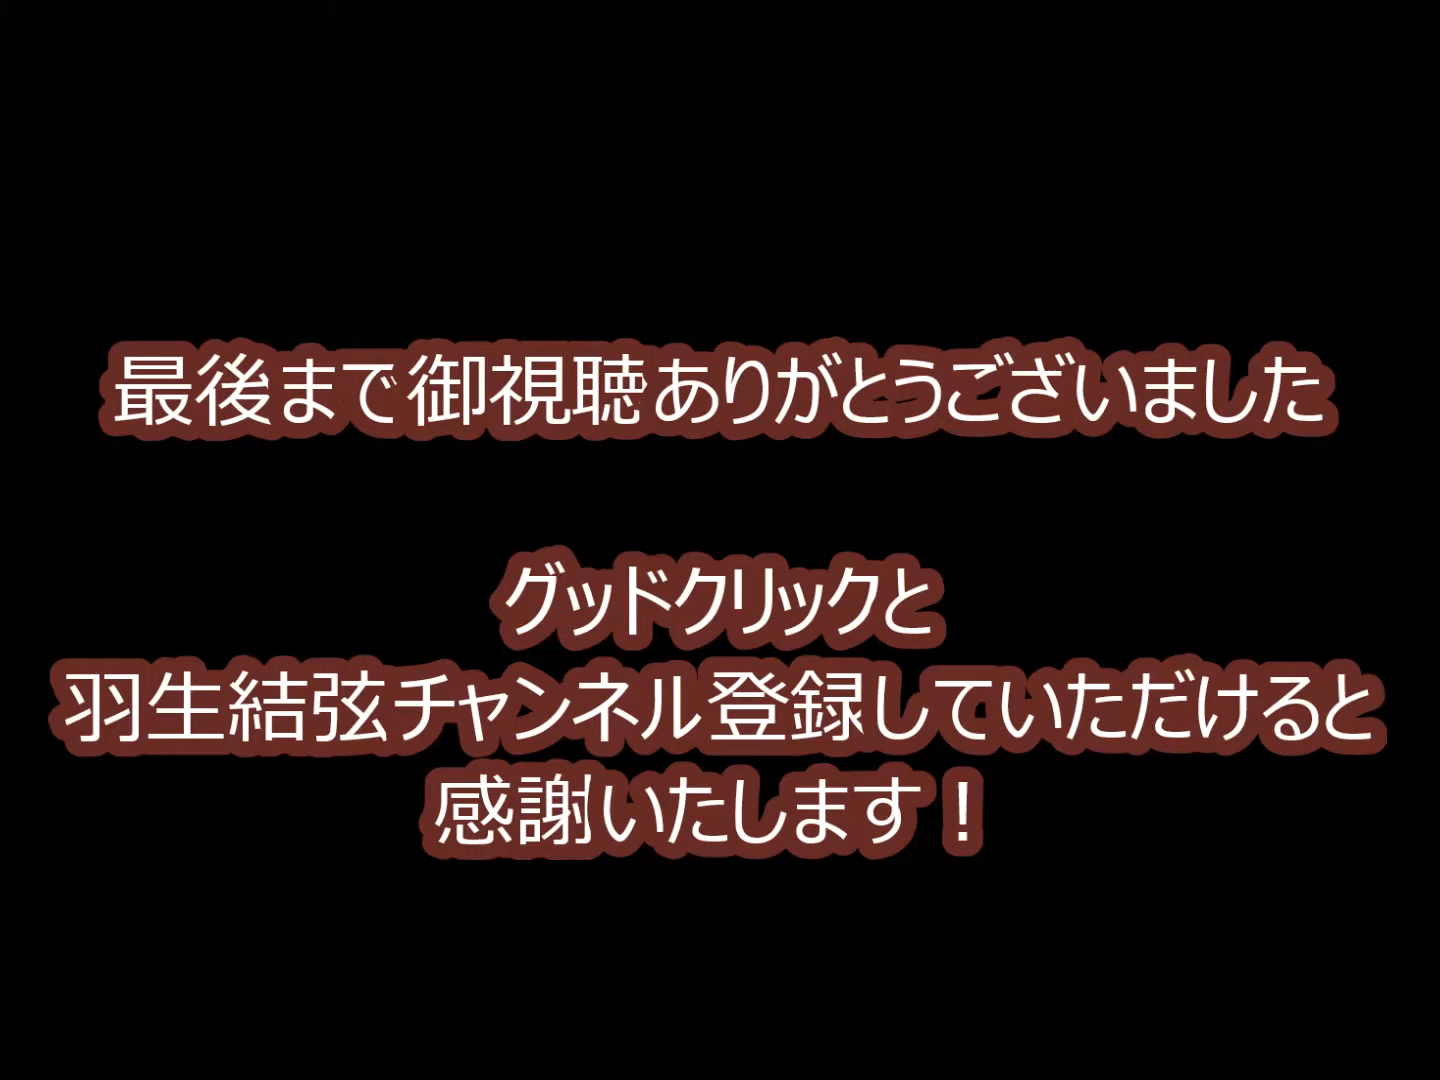 最後まで御視聴ありがとうございました
グッドクリックと
羽生結弦チャンネル登録していただけると
感謝いたします！